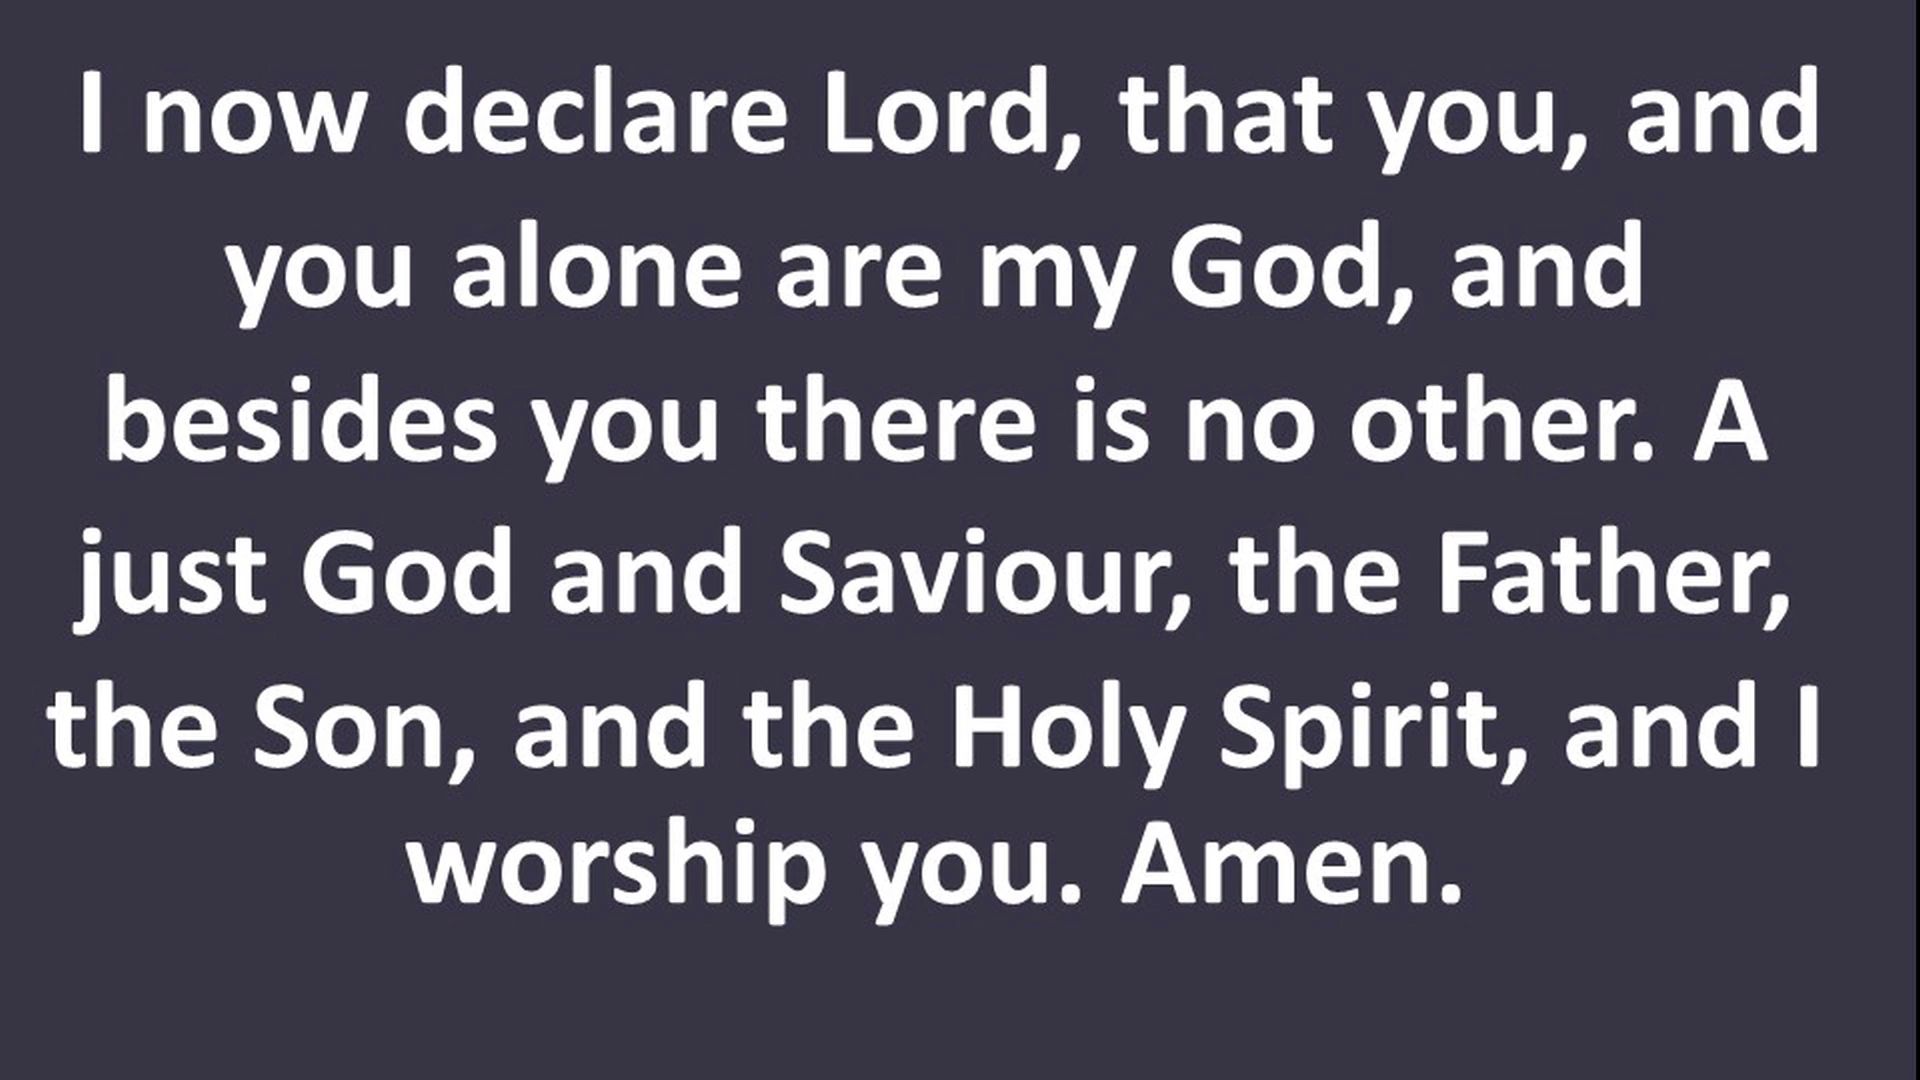 I now declare Lord, that you, and
you alone are my God, and
besides you there is no other. A
just God and Saviour, the Father,
the Son, and the Holy Spirit, and I
worship you. Amen.